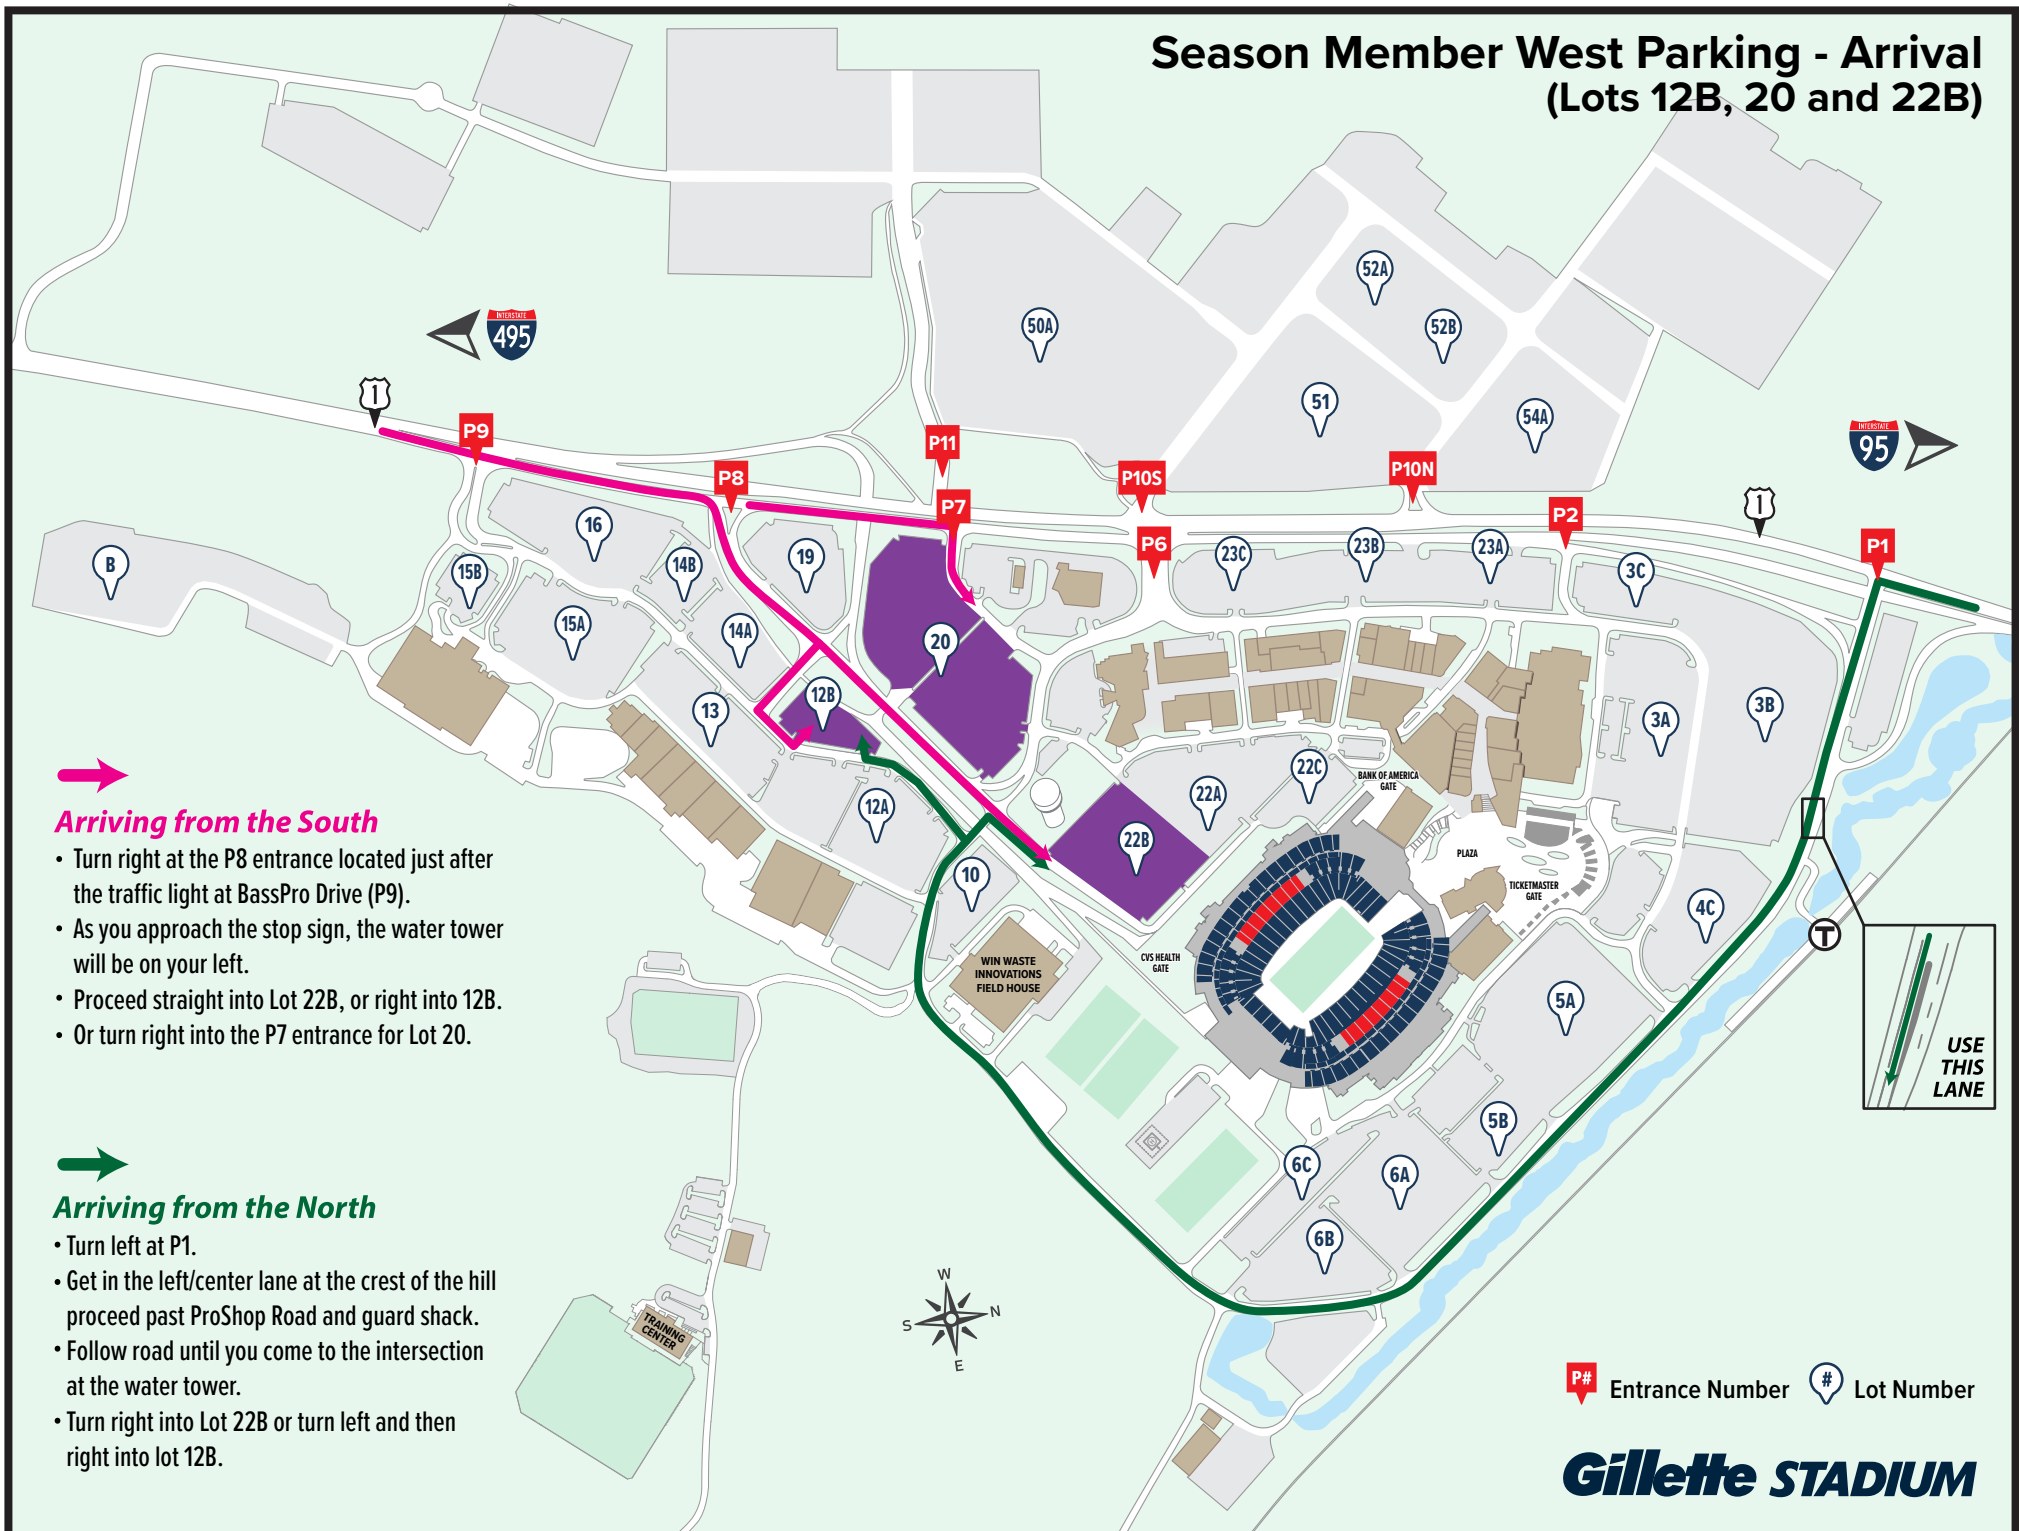 Season Member West Parking - Arrival
(Lots 12B, 20 and 22B)
INTERSTATE
495
1
P9
P8
P11
P7
P10S
P6
P10N
P2
1
P1
INTERSTATE
95
50A
52A
52B
51
54A
B
15B
16
14B
19
15A
14A
13
12B
20
12A
10
23C
23B
23A
3C
3A
3B
22C
22A
22B
4C
5A
5B
6C
6A
6B
BANK OF AMERICA
GATE
PLAZA
TICKETMASTER
GATE
CVS HEALTH
GATE
WIN WASTE
INNOVATIONS
FIELD HOUSE
TRAINING
CENTER
T
USE
THIS
LANE
Arriving from the South
• Turn right at the P8 entrance located just after
the traffic light at BassPro Drive (P9).
• As you approach the stop sign, the water tower
will be on your left.
• Proceed straight into Lot 22B, or right into 12B.
• Or turn right into the P7 entrance for Lot 20.
Arriving from the North
• Turn left at P1.
• Get in the left/center lane at the crest of the hill
proceed past ProShop Road and guard shack.
• Follow road until you come to the intersection
at the water tower.
• Turn right into Lot 22B or turn left and then
right into lot 12B.
W
N
S
E
P# Entrance Number
# Lot Number
Gillette STADIUM